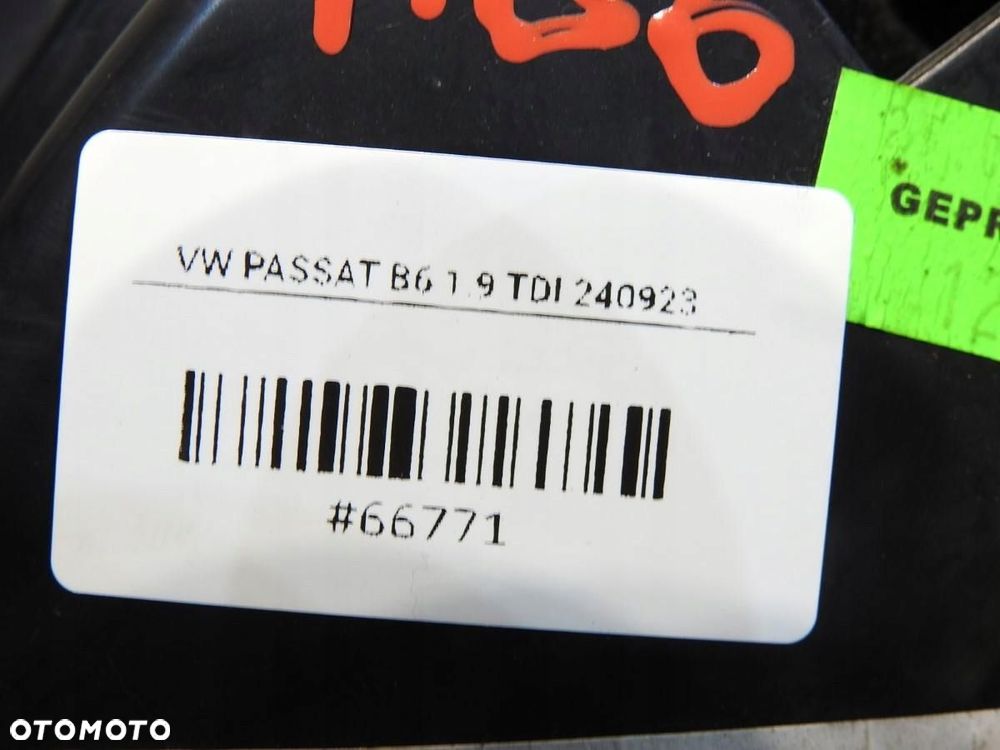 GEPR
VW PASSAT B6 1.9 TDI 240923
#66771
OTOMOTO